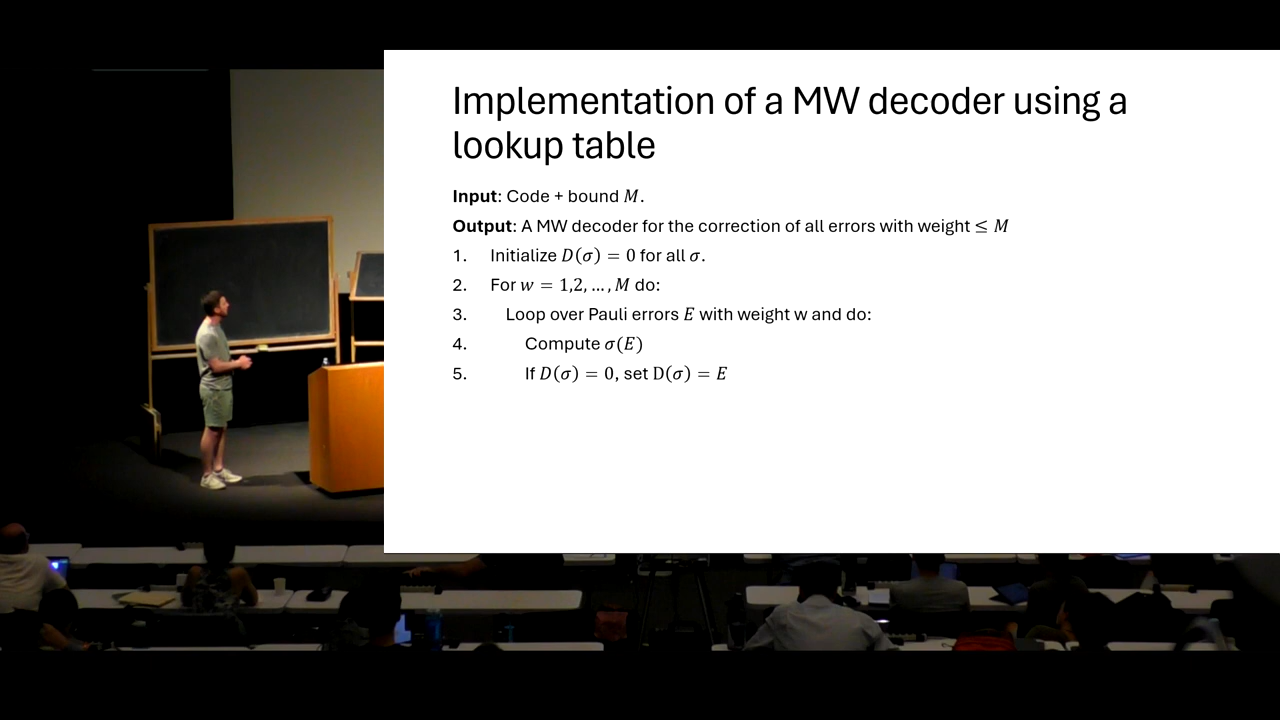 Implementation of a MW decoder using a
lookup table
Input: Code + bound M.
Output: A MW decoder for the correction of all errors with weight ≤ M
1. Initialize D(σ) = 0 for all σ.
2. For w = 1,2, … , M do:
3. Loop over Pauli errors E with weight w and do:
4. Compute σ(E)
5. If D(σ) = 0, set D(σ) = E